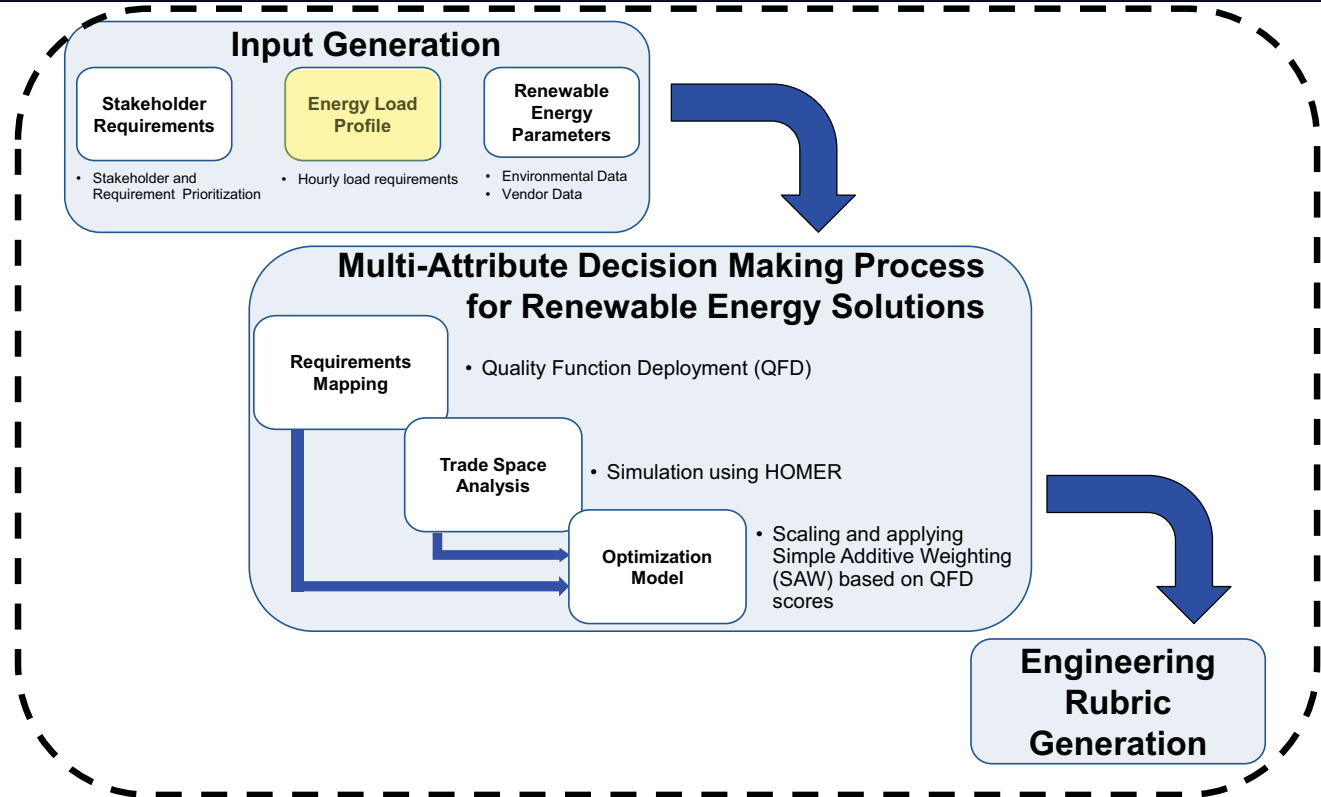 Input Generation
Stakeholder
Requirements
Energy Load
Profile
Renewable
Energy
Parameters
• Stakeholder and
Requirement Prioritization
• Hourly load requirements
• Environmental Data
• Vendor Data
Multi-Attribute Decision Making Process
for Renewable Energy Solutions
Requirements
Mapping
• Quality Function Deployment (QFD)
Trade Space
Analysis
• Simulation using HOMER
Optimization
Model
• Scaling and applying
Simple Additive Weighting
(SAW) based on QFD
scores
Engineering
Rubric
Generation